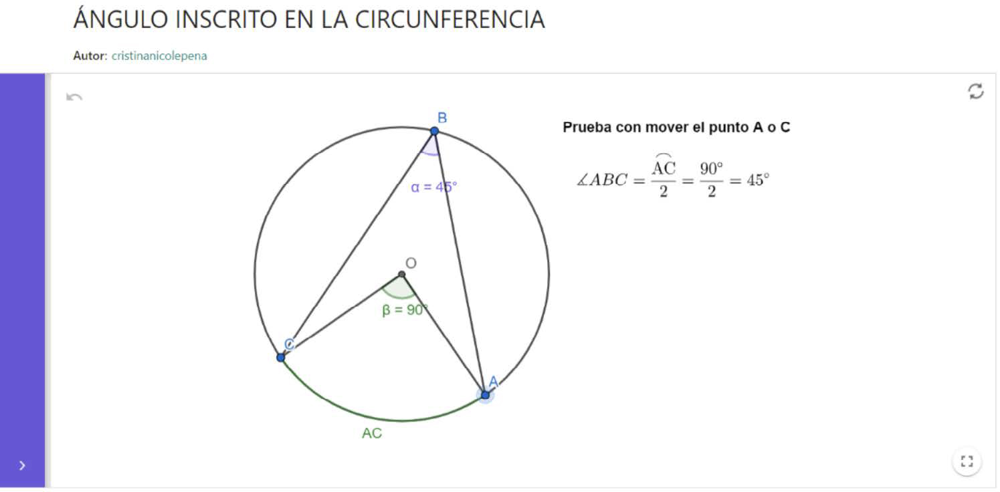 ÁNGULO INSCRITO EN LA CIRCUNFERENCIA
Autor: cristinanicolepena
B
Prueba con mover el punto A o C
∡ABC = AC/2 = 90°/2 = 45°
α = 45°
O
β = 90°
C
A
AC